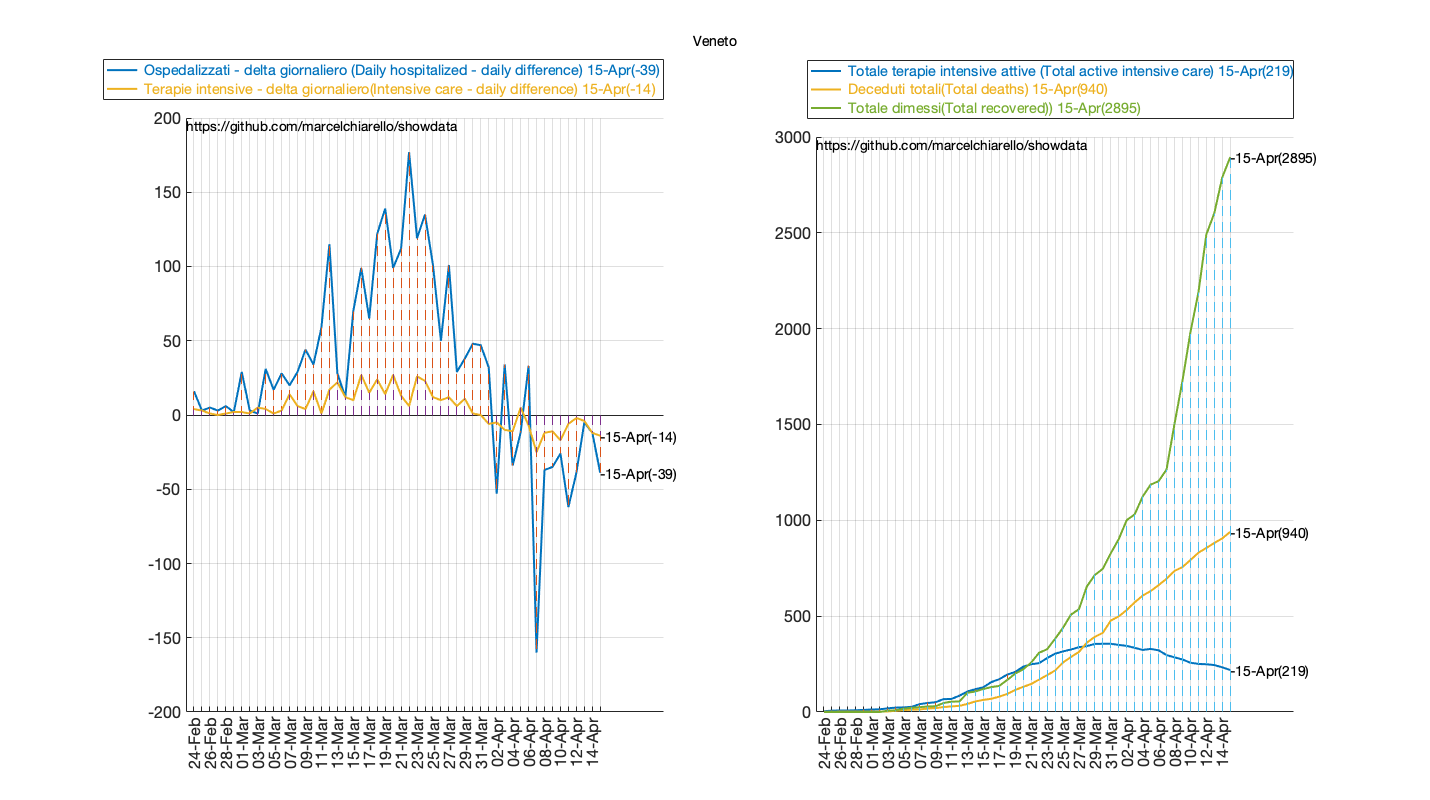 Veneto
Ospedalizzati - delta giornaliero (Daily hospitalized - daily difference) 15-Apr(-39)
Terapie intensive - delta giornaliero(Intensive care - daily difference) 15-Apr(-14)
https://github.com/marcelchiarello/showdata
200
150
100
50
0
-50
-100
-150
-200
-15-Apr(-14)
-15-Apr(-39)
24-Feb
26-Feb
28-Feb
01-Mar
03-Mar
05-Mar
07-Mar
09-Mar
11-Mar
13-Mar
15-Mar
17-Mar
19-Mar
21-Mar
23-Mar
25-Mar
27-Mar
29-Mar
31-Mar
02-Apr
04-Apr
06-Apr
08-Apr
10-Apr
12-Apr
14-Apr
Totale terapie intensive attive (Total active intensive care) 15-Apr(219)
Deceduti totali(Total deaths) 15-Apr(940)
Totale dimessi(Total recovered)) 15-Apr(2895)
https://github.com/marcelchiarello/showdata
3000
2500
2000
1500
1000
500
0
-15-Apr(2895)
-15-Apr(940)
-15-Apr(219)
24-Feb
26-Feb
28-Feb
01-Mar
03-Mar
05-Mar
07-Mar
09-Mar
11-Mar
13-Mar
15-Mar
17-Mar
19-Mar
21-Mar
23-Mar
25-Mar
27-Mar
29-Mar
31-Mar
02-Apr
04-Apr
06-Apr
08-Apr
10-Apr
12-Apr
14-Apr